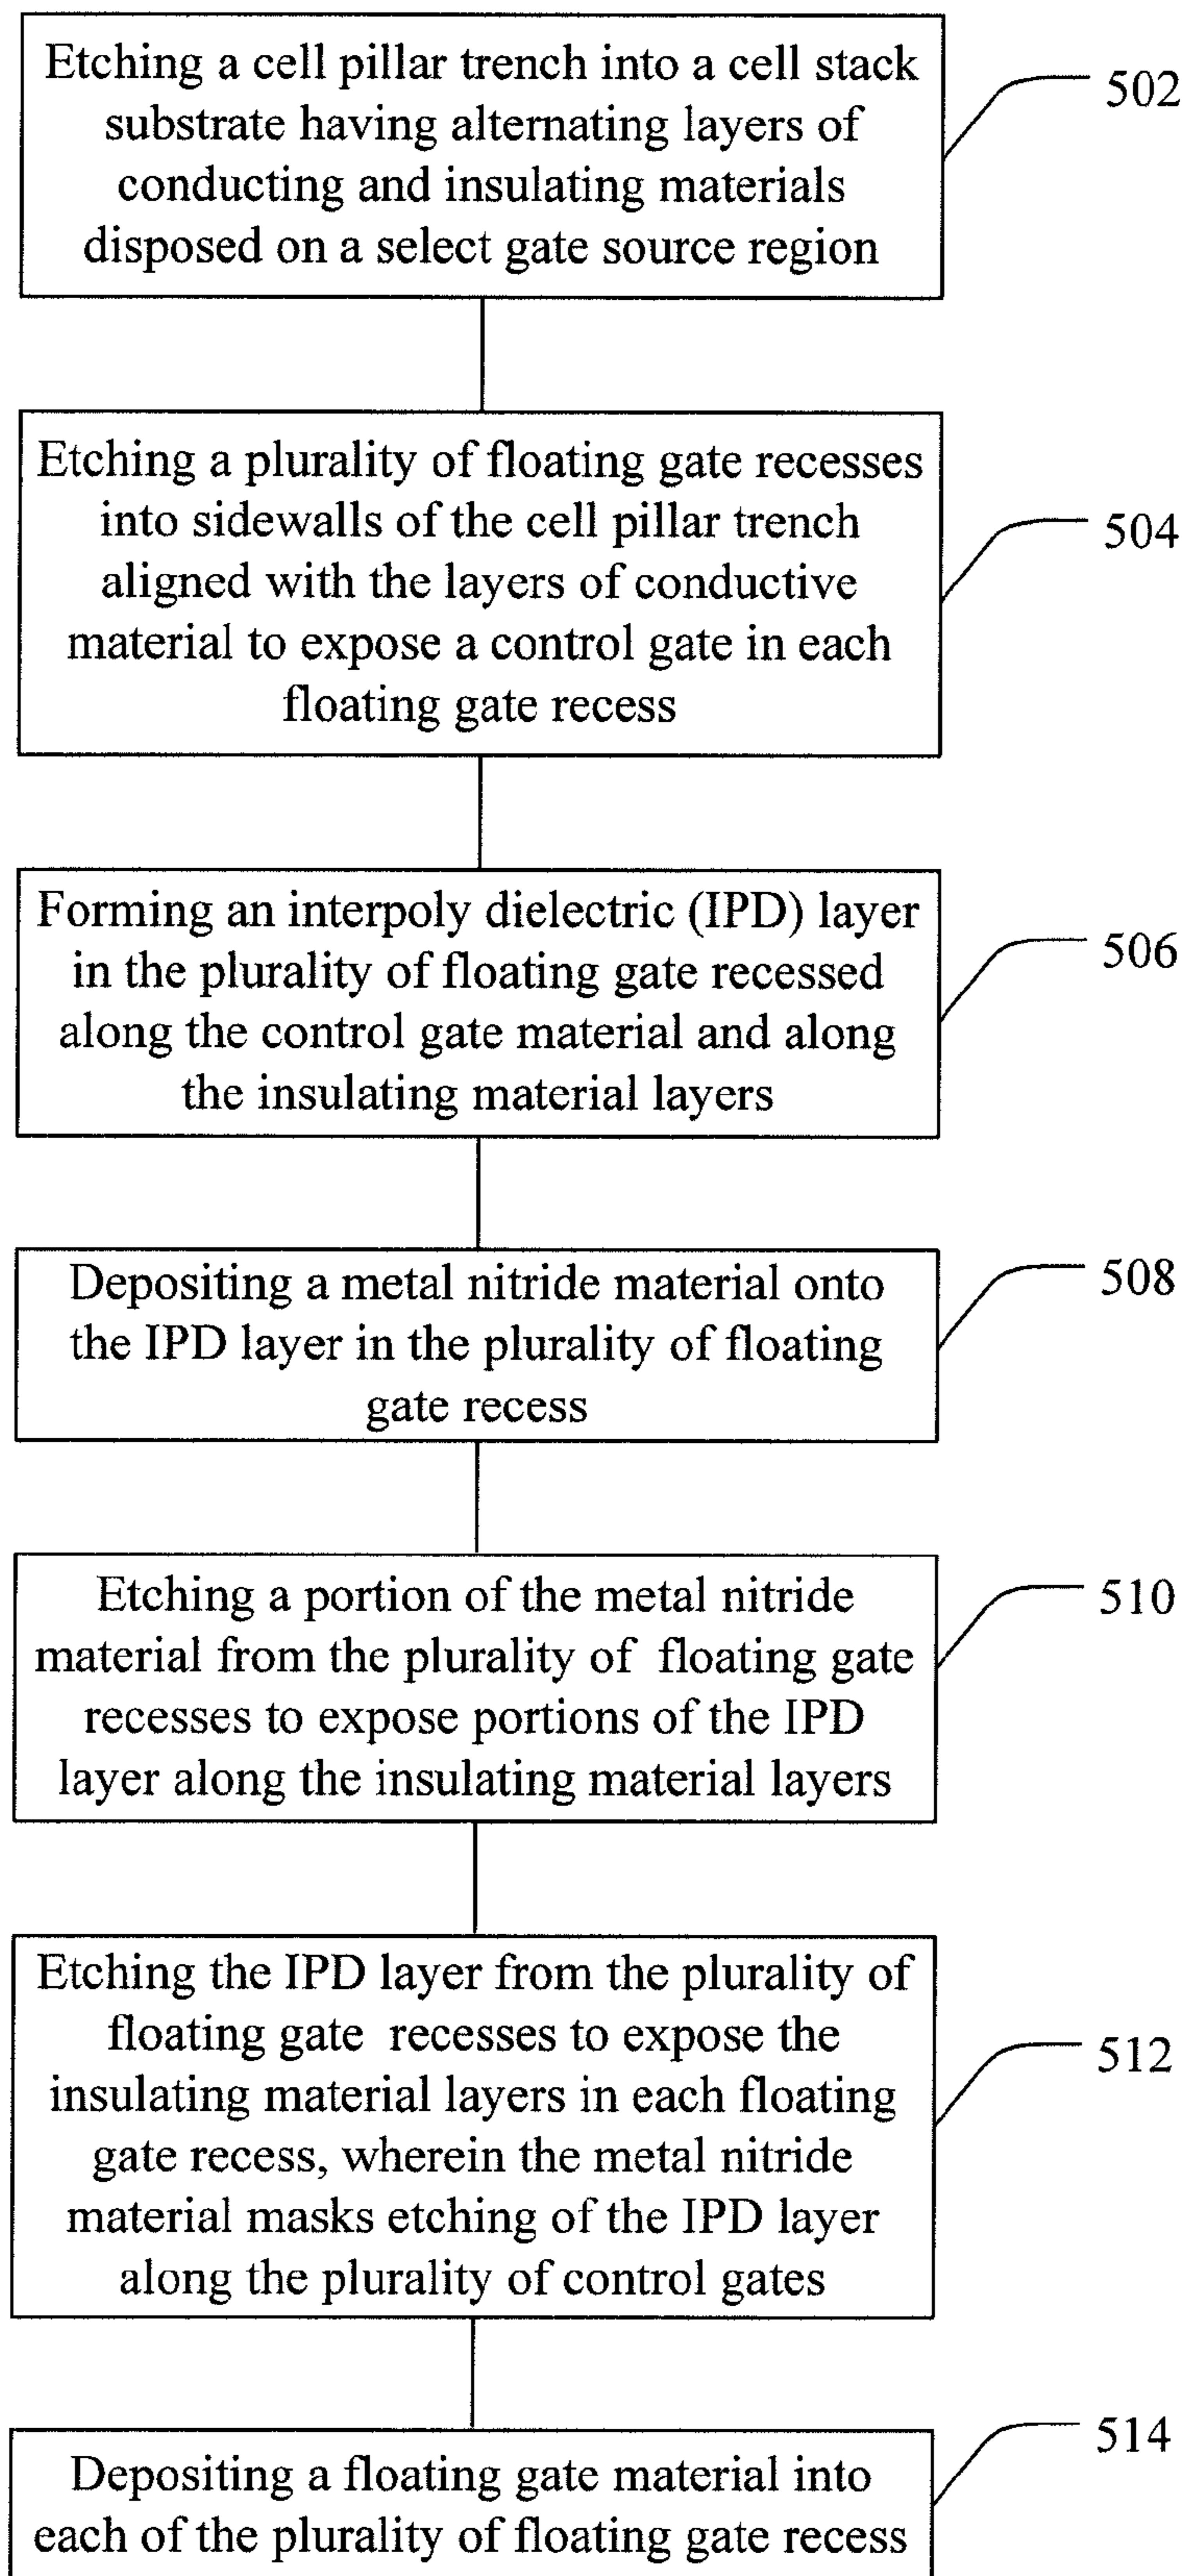 Etching a cell pillar trench into a cell stack
substrate having alternating layers of
conducting and insulating materials
disposed on a select gate source region
502
Etching a plurality of floating gate recesses
into sidewalls of the cell pillar trench
aligned with the layers of conductive
material to expose a control gate in each
floating gate recess
504
Forming an interpoly dielectric (IPD) layer
in the plurality of floating gate recessed
along the control gate material and along
the insulating material layers
506
Depositing a metal nitride material onto
the IPD layer in the plurality of floating
gate recess
508
Etching a portion of the metal nitride
material from the plurality of floating gate
recesses to expose portions of the IPD
layer along the insulating material layers
510
Etching the IPD layer from the plurality of
floating gate recesses to expose the
insulating material layers in each floating
gate recess, wherein the metal nitride
material masks etching of the IPD layer
along the plurality of control gates
512
Depositing a floating gate material into
each of the plurality of floating gate recess
514